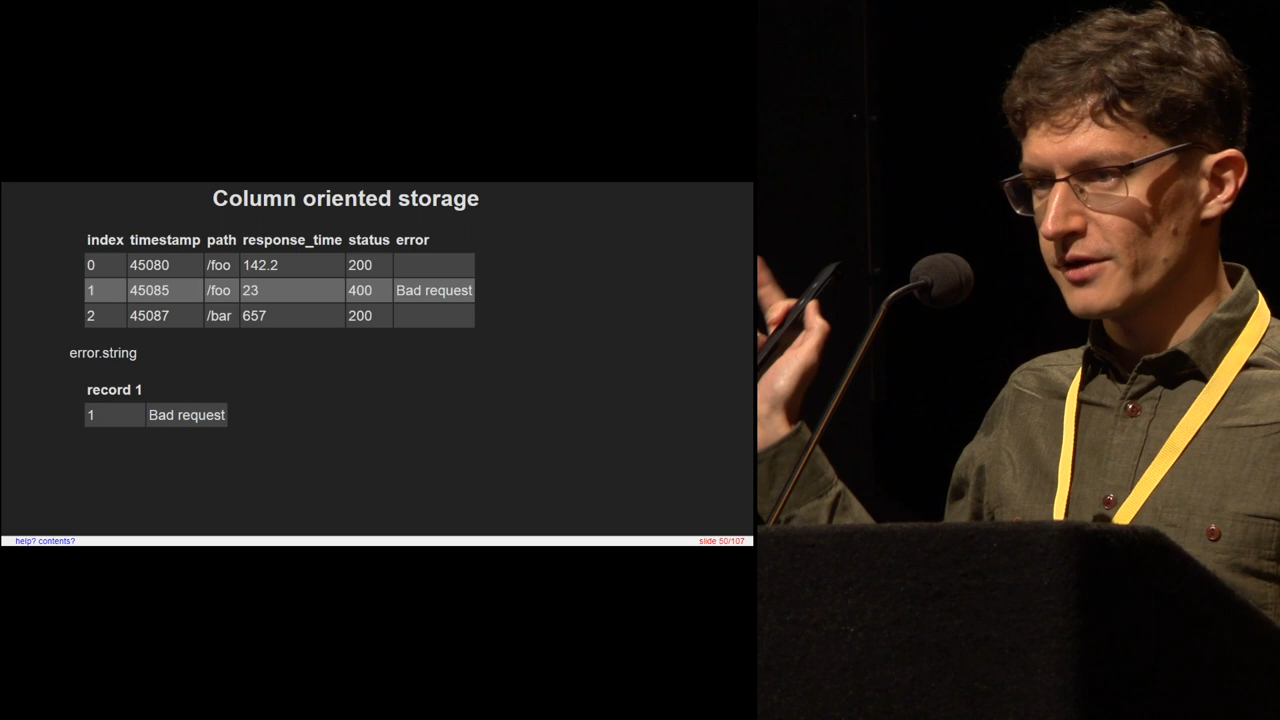 Column oriented storage
index timestamp path response_time status error
0 45080 /foo 142.2 200
1 45085 /foo 23 400 Bad request
2 45087 /bar 657 200
error.string
record 1
1 Bad request
help? contents? slide 50/107